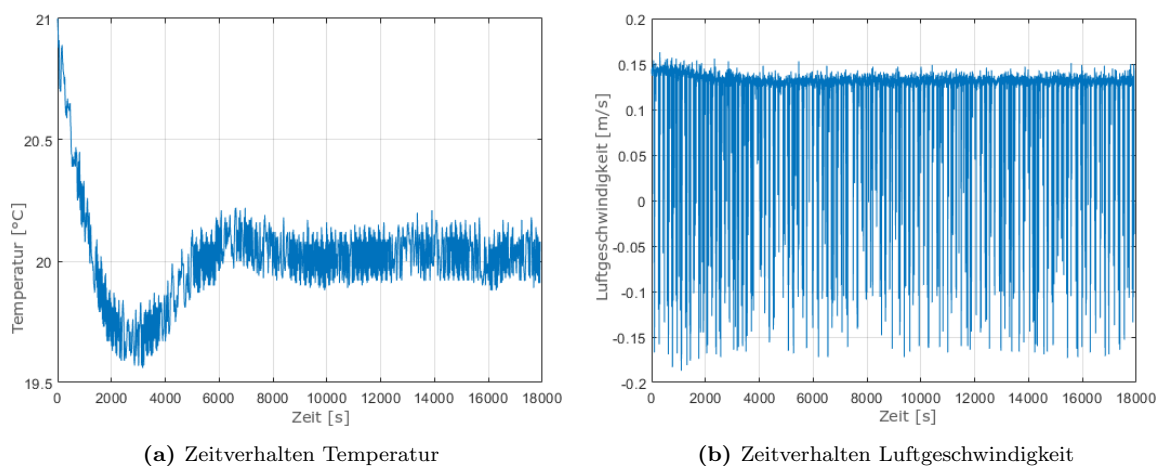 21
20.5
20
19.5
Temperatur [°C]
0 2000 4000 6000 8000 10000 12000 14000 16000 18000
Zeit [s]
(a) Zeitverhalten Temperatur
0.2
0.15
0.1
0.05
0
-0.05
-0.1
-0.15
-0.2
Luftgeschwindigkeit [m/s]
0 2000 4000 6000 8000 10000 12000 14000 16000 18000
Zeit [s]
(b) Zeitverhalten Luftgeschwindigkeit